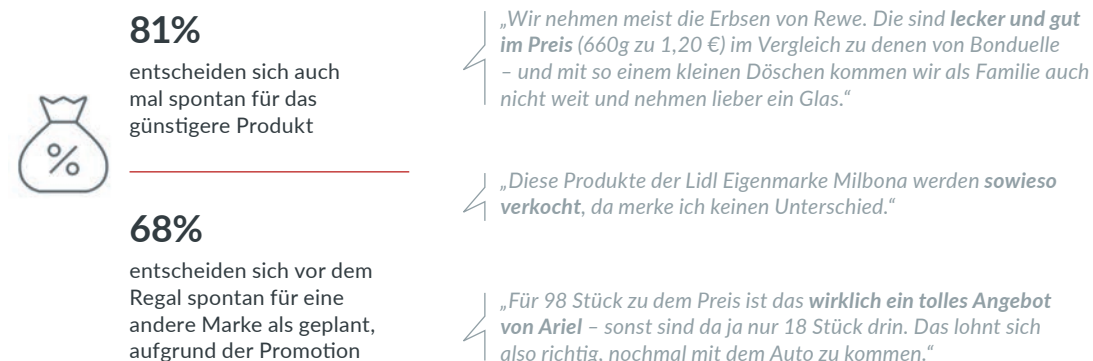 81%
entscheiden sich auch
mal spontan für das
günstigere Produkt
68%
entscheiden sich vor dem
Regal spontan für eine
andere Marke als geplant,
aufgrund der Promotion
„Wir nehmen meist die Erbsen von Rewe. Die sind lecker und gut
im Preis (660g zu 1,20 €) im Vergleich zu denen von Bonduelle
– und mit so einem kleinen Döschen kommen wir als Familie auch
nicht weit und nehmen lieber ein Glas.“
„Diese Produkte der Lidl Eigenmarke Milbona werden sowieso
verkocht, da merke ich keinen Unterschied.“
„Für 98 Stück zu dem Preis ist das wirklich ein tolles Angebot
von Ariel – sonst sind da ja nur 18 Stück drin. Das lohnt sich
also richtig, nochmal mit dem Auto zu kommen.“
%